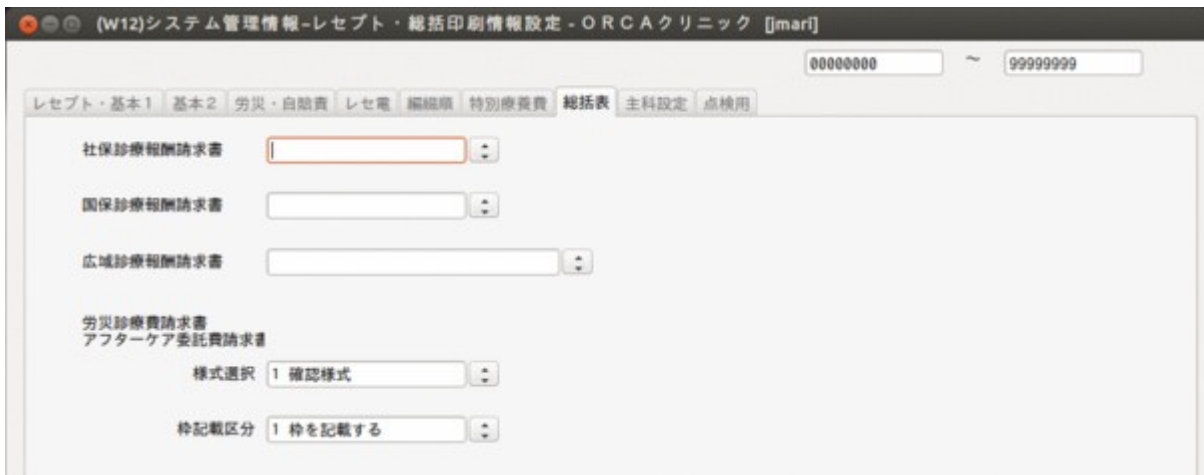 (W12)システム管理情報–レセプト・総括印刷情報設定 - ORCAクリニック [jmari]
00000000 ~ 99999999
レセプト・基本1 基本2 労災・自賠責 レセ電 編綴順 特別療養費 総括表 主科設定 点検用
社保診療報酬請求書
国保診療報酬請求書
広域診療報酬請求書
労災診療費請求書
アフターケア委託費請求書
様式選択 1 確認様式
枠記載区分 1 枠を記載する